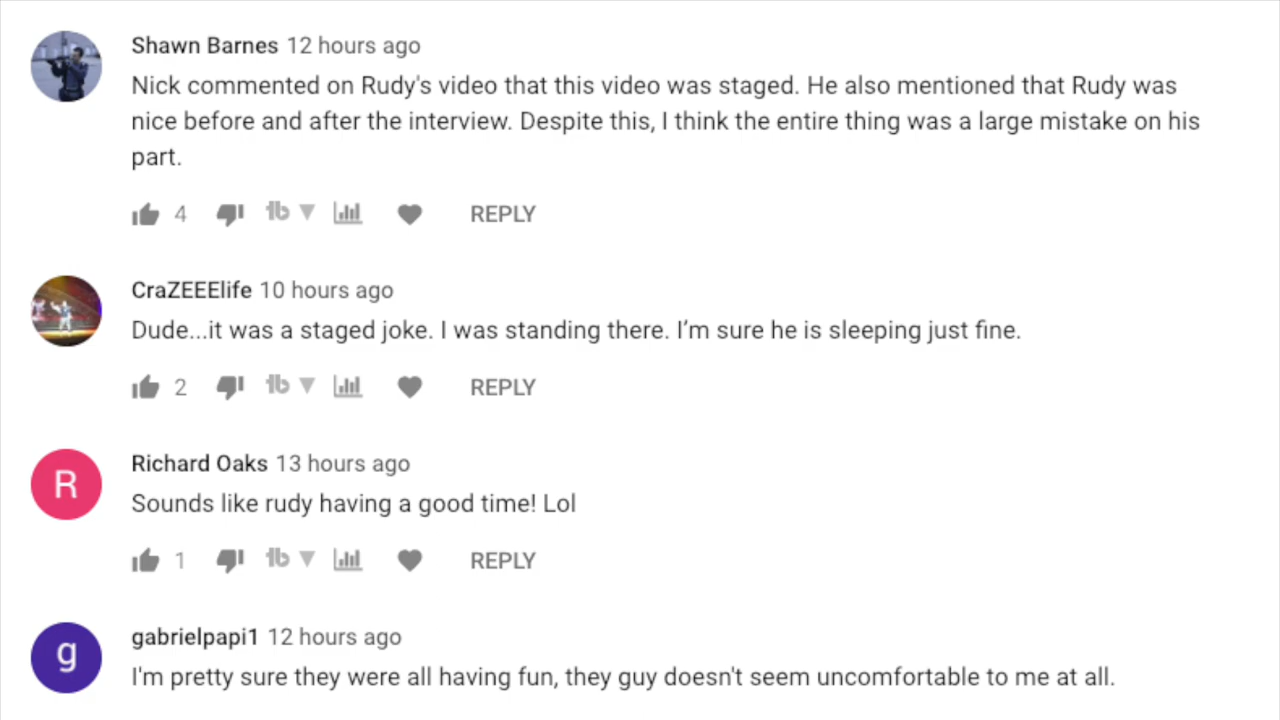 Shawn Barnes 12 hours ago
Nick commented on Rudy's video that this video was staged. He also mentioned that Rudy was
nice before and after the interview. Despite this, I think the entire thing was a large mistake on his
part.
4 tb REPLY
CraZEEElife 10 hours ago
Dude...it was a staged joke. I was standing there. I’m sure he is sleeping just fine.
2 tb REPLY
R
Richard Oaks 13 hours ago
Sounds like rudy having a good time! Lol
1 tb REPLY
g
gabrielpapi1 12 hours ago
I'm pretty sure they were all having fun, they guy doesn't seem uncomfortable to me at all.